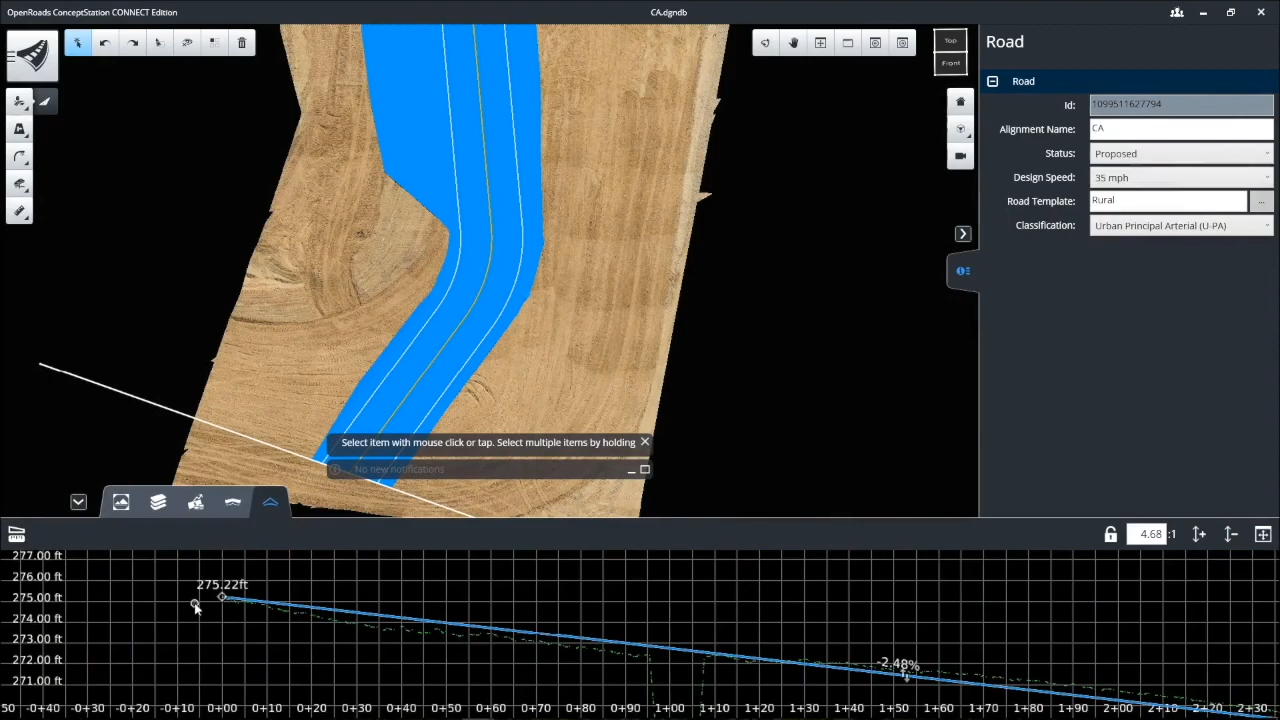 OpenRoads ConceptStation CONNECT Edition
CA.dgndb
Top
Front
Road
Road
Id: 1099511627794
Alignment Name: CA
Status: Proposed
Design Speed: 35 mph
Road Template: Rural ...
Classification: Urban Principal Arterial (U-PA)
Select item with mouse click or tap. Select multiple items by holding
No new notifications
4.68 :1
277.00 ft
276.00 ft
275.00 ft
274.00 ft
273.00 ft
272.00 ft
271.00 ft
275.22ft
-2.48%
50 -0+40 -0+30 -0+20 -0+10 0+00 0+10 0+20 0+30 0+40 0+50 0+60 0+70 0+80 0+90 1+00 1+10 1+20 1+30 1+40 1+50 1+60 1+70 1+80 1+90 2+00 2+10 2+20 2+30